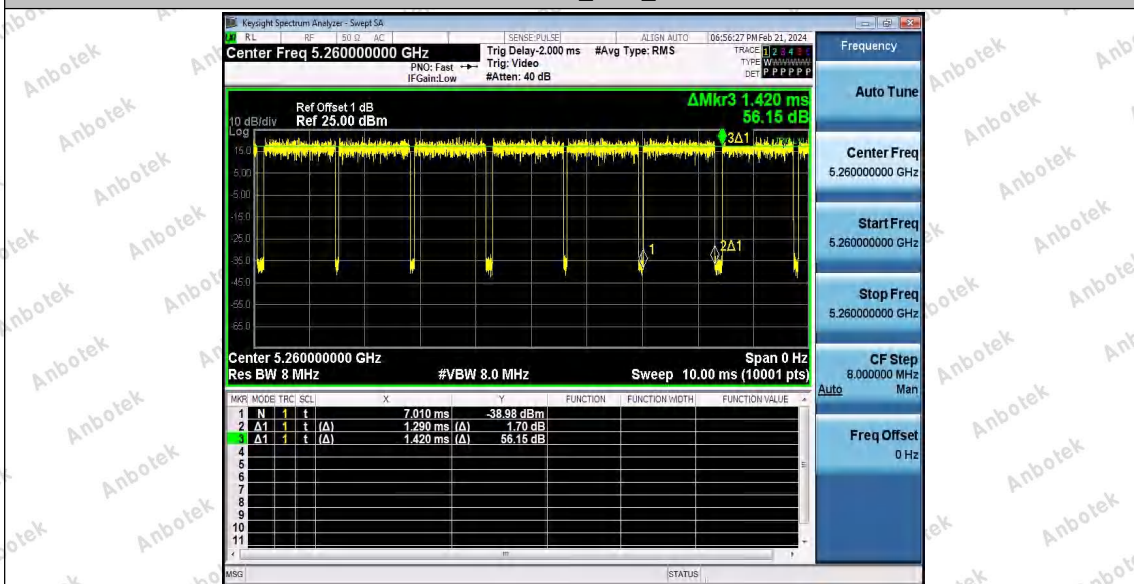 Keysight Spectrum Analyzer - Swept SA
RL RF 50 Ω AC SENSE:PULSE ALIGN AUTO 06:56:27 PM Feb 21, 2024
Center Freq 5.260000000 GHz
PNO: Fast
IFGain:Low
Trig Delay-2.000 ms
Trig: Video
#Atten: 40 dB
#Avg Type: RMS
TRACE 1 2 3 4 5 6
TYPE WWWWWW
DET P P P P P P
Ref Offset 1 dB
10 dB/div Ref 25.00 dBm
Log
ΔMkr3 1.420 ms
56.15 dB
15.0
5.00
-5.00
-15.0
-25.0
-35.0
-45.0
-55.0
-65.0
3Δ1
1
2Δ1
Center 5.260000000 GHz Span 0 Hz
Res BW 8 MHz #VBW 8.0 MHz Sweep 10.00 ms (10001 pts)
MKR MODE TRC SCL X Y FUNCTION FUNCTION WIDTH FUNCTION VALUE
1 N 1 t 7.010 ms -38.98 dBm
2 Δ1 1 t (Δ) 1.290 ms (Δ) 1.70 dB
3 Δ1 1 t (Δ) 1.420 ms (Δ) 56.15 dB
4
5
6
7
8
9
10
11
MSG STATUS
Frequency
Auto Tune
Center Freq
5.260000000 GHz
Start Freq
5.260000000 GHz
Stop Freq
5.260000000 GHz
CF Step
8.000000 MHz
Auto Man
Freq Offset
0 Hz
Anbotek